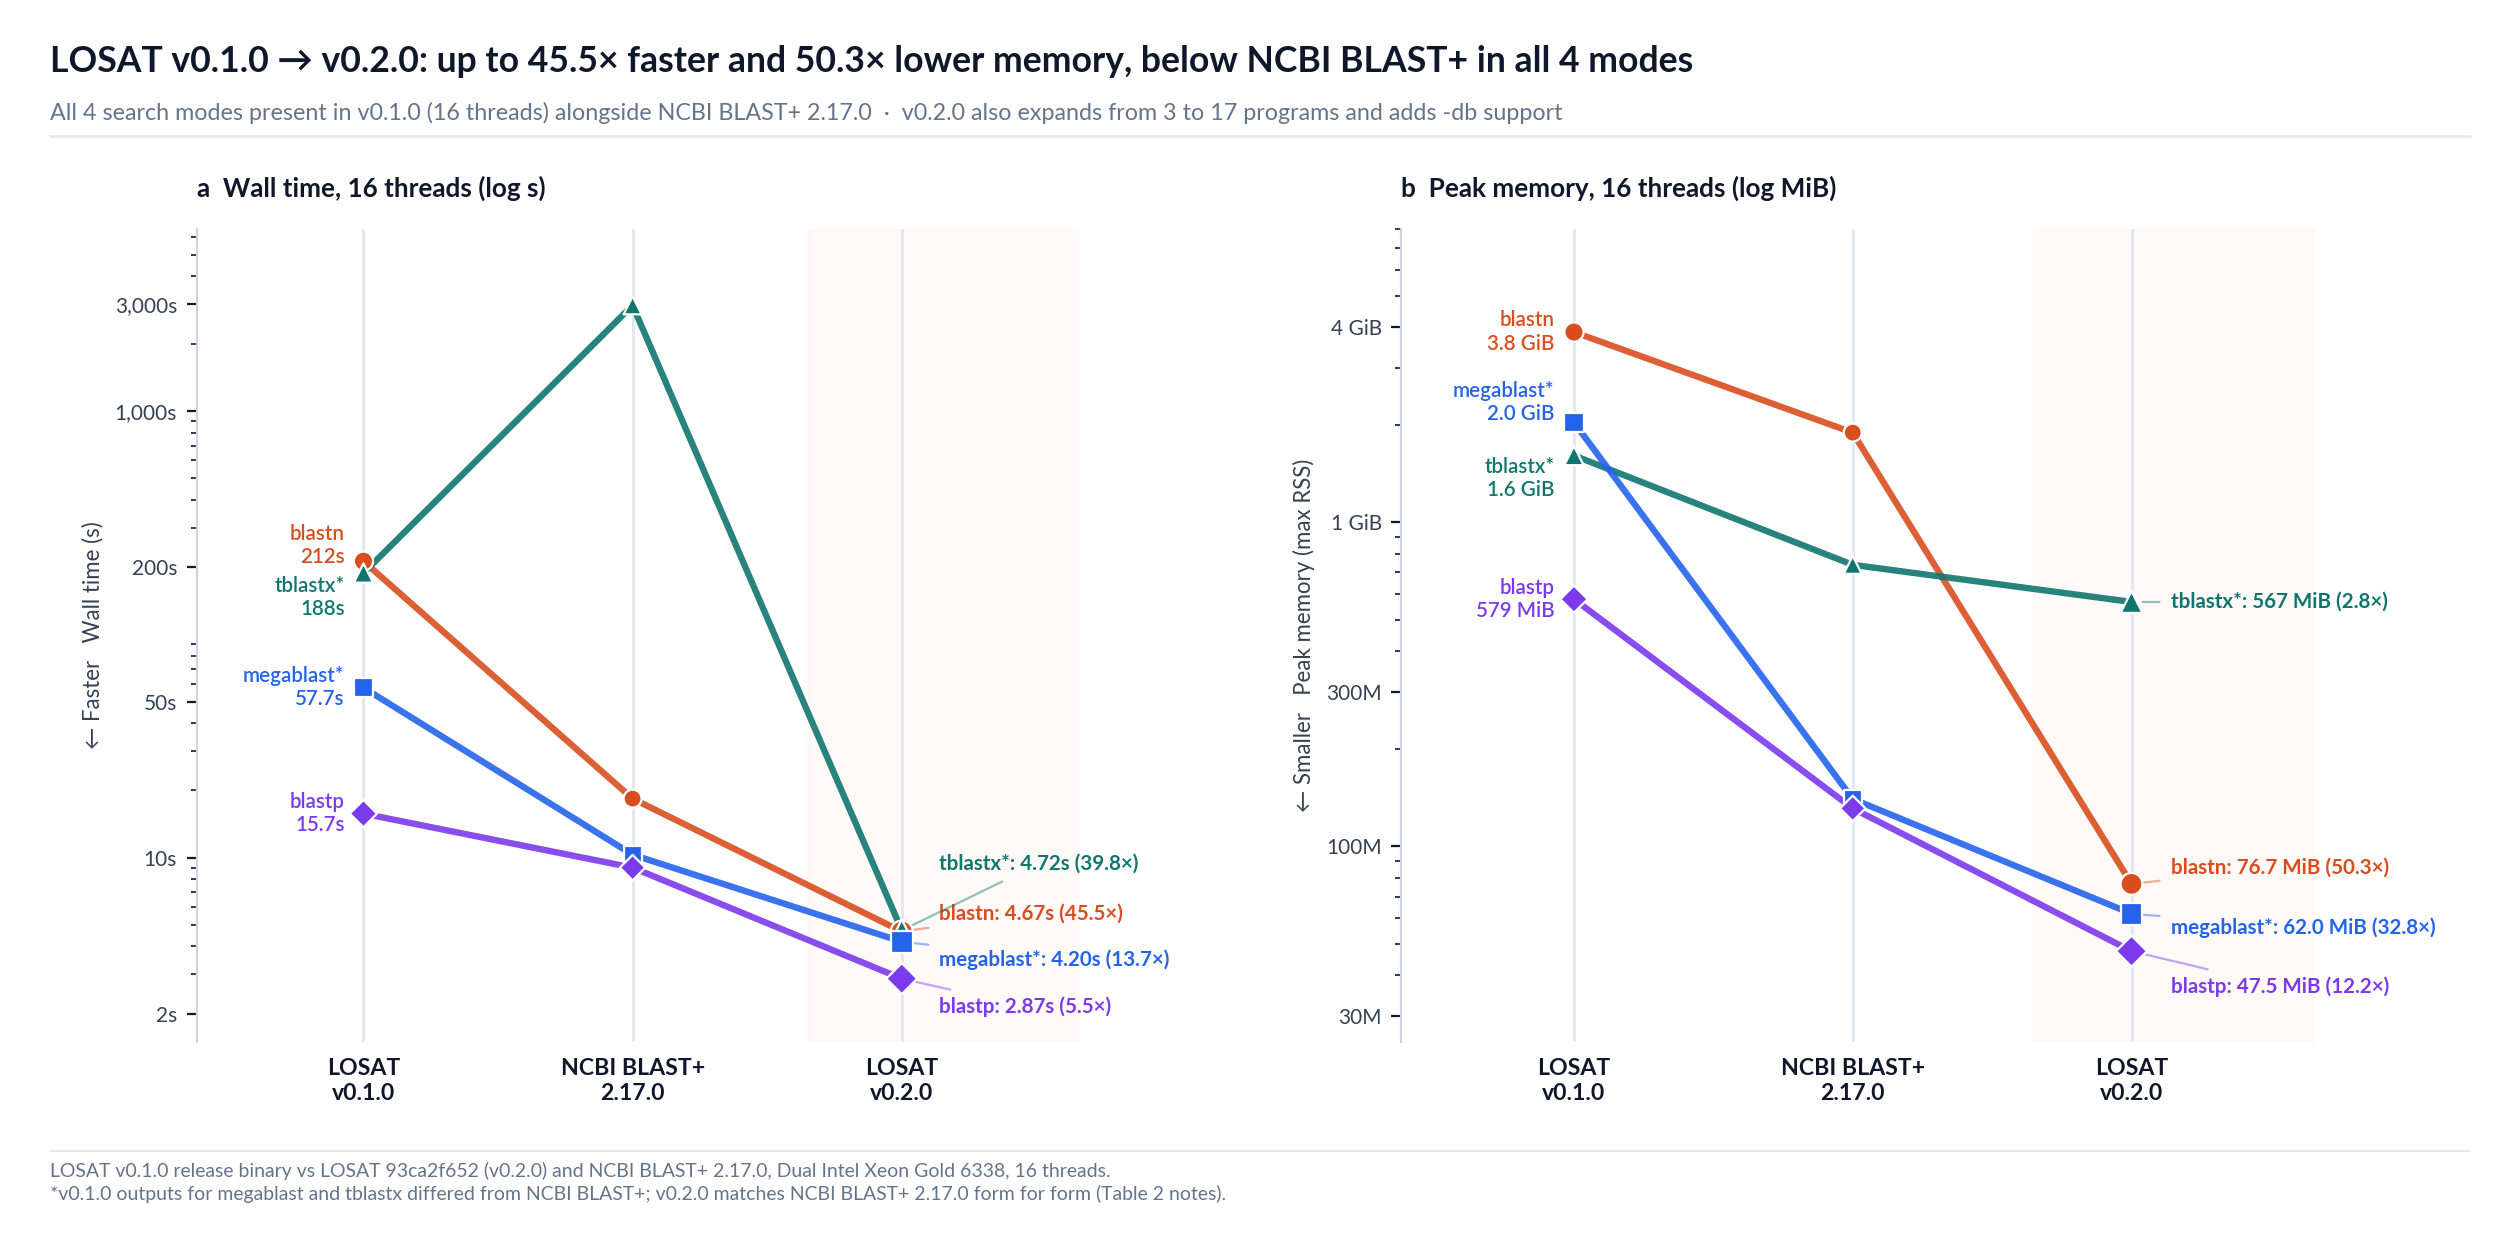 LOSAT v0.1.0 → v0.2.0: up to 45.5× faster and 50.3× lower memory, below NCBI BLAST+ in all 4 modes
All 4 search modes present in v0.1.0 (16 threads) alongside NCBI BLAST+ 2.17.0 · v0.2.0 also expands from 3 to 17 programs and adds -db support
a Wall time, 16 threads (log s)
← Faster Wall time (s)
3,000s
1,000s
200s
50s
10s
2s
blastn
212s
tblastx*
188s
megablast*
57.7s
blastp
15.7s
tblastx*: 4.72s (39.8×)
blastn: 4.67s (45.5×)
megablast*: 4.20s (13.7×)
blastp: 2.87s (5.5×)
LOSAT
v0.1.0
NCBI BLAST+
2.17.0
LOSAT
v0.2.0
b Peak memory, 16 threads (log MiB)
← Smaller Peak memory (max RSS)
4 GiB
1 GiB
300M
100M
30M
blastn
3.8 GiB
megablast*
2.0 GiB
tblastx*
1.6 GiB
blastp
579 MiB
tblastx*: 567 MiB (2.8×)
blastn: 76.7 MiB (50.3×)
megablast*: 62.0 MiB (32.8×)
blastp: 47.5 MiB (12.2×)
LOSAT
v0.1.0
NCBI BLAST+
2.17.0
LOSAT
v0.2.0
LOSAT v0.1.0 release binary vs LOSAT 93ca2f652 (v0.2.0) and NCBI BLAST+ 2.17.0, Dual Intel Xeon Gold 6338, 16 threads.
*v0.1.0 outputs for megablast and tblastx differed from NCBI BLAST+; v0.2.0 matches NCBI BLAST+ 2.17.0 form for form (Table 2 notes).